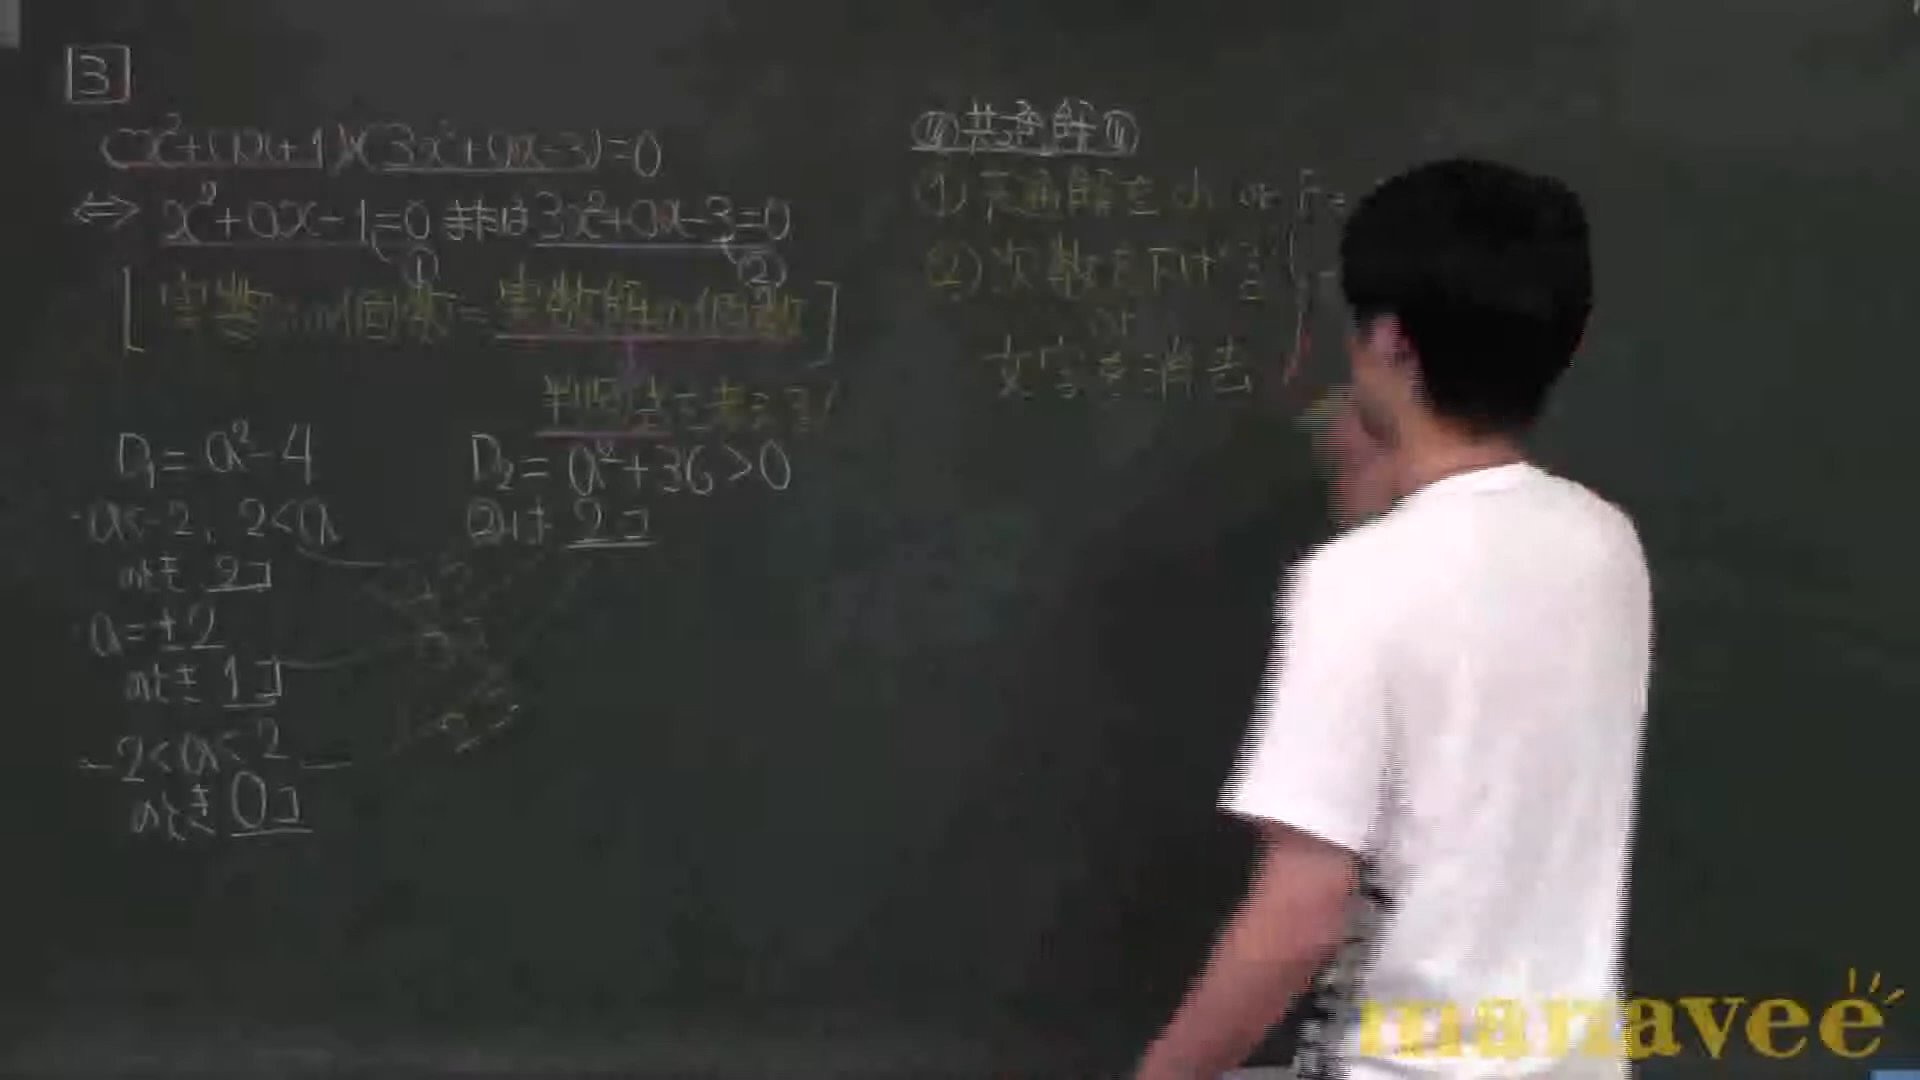 3
(x²+ax+1)(3x²+ax-3)=0
⇔ x²+ax-1=0 または 3x²+ax-3=0
① ②
[実数 の個数=実数解の個数]
判別式を考える!
D₁=a²-4
・a<-2, 2<a
のとき 2コ
・a=±2
のとき 1コ
-2<a<2
のとき 0コ
D₂=a²+36>0
②は 2コ
共通解
① 共通解を or
② 次数を下げる
or
文字を消去
manavee